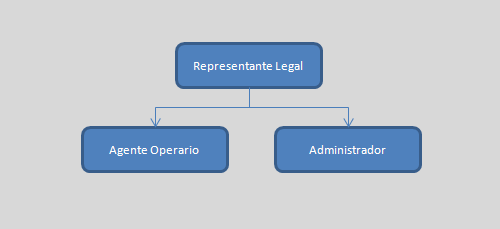 Representante Legal
Agente Operario
Administrador